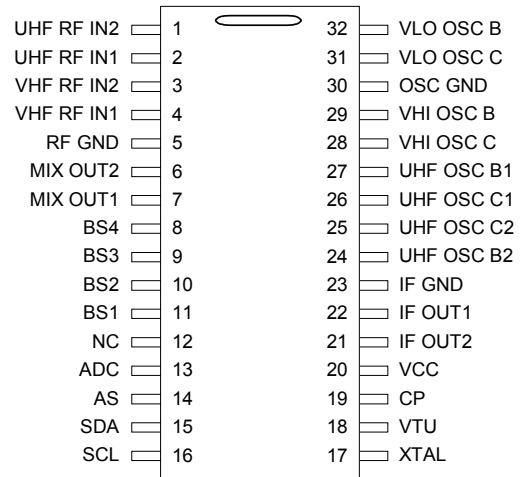 UHF RF IN2 1 32 VLO OSC B
UHF RF IN1 2 31 VLO OSC C
VHF RF IN2 3 30 OSC GND
VHF RF IN1 4 29 VHI OSC B
RF GND 5 28 VHI OSC C
MIX OUT2 6 27 UHF OSC B1
MIX OUT1 7 26 UHF OSC C1
BS4 8 25 UHF OSC C2
BS3 9 24 UHF OSC B2
BS2 10 23 IF GND
BS1 11 22 IF OUT1
NC 12 21 IF OUT2
ADC 13 20 VCC
AS 14 19 CP
SDA 15 18 VTU
SCL 16 17 XTAL